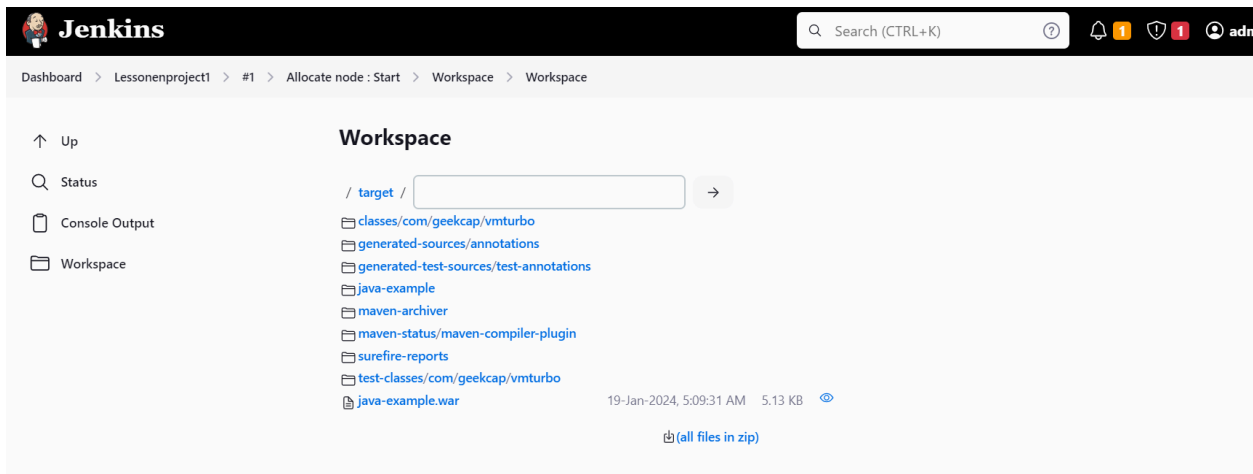 Jenkins
Search (CTRL+K)
1
1
adm
Dashboard > Lessonenproject1 > #1 > Allocate node : Start > Workspace > Workspace
Up
Status
Console Output
Workspace
Workspace
/ target /
classes/com/geekcap/vmturbo
generated-sources/annotations
generated-test-sources/test-annotations
java-example
maven-archiver
maven-status/maven-compiler-plugin
surefire-reports
test-classes/com/geekcap/vmturbo
java-example.war 19-Jan-2024, 5:09:31 AM 5.13 KB
(all files in zip)